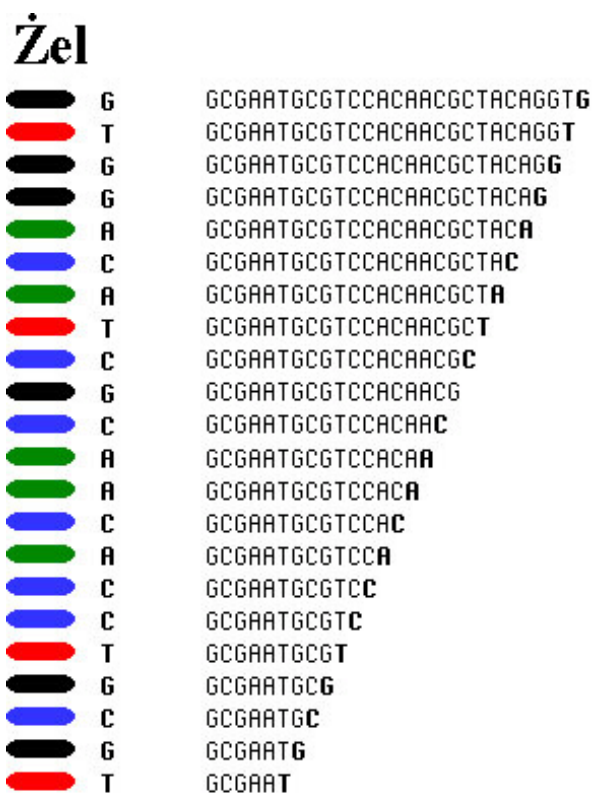 Żel
G GCGAATGCGTCCACAACGCTACAGGTG
T GCGAATGCGTCCACAACGCTACAGGT
G GCGAATGCGTCCACAACGCTACAGG
G GCGAATGCGTCCACAACGCTACAG
A GCGAATGCGTCCACAACGCTACA
C GCGAATGCGTCCACAACGCTAC
A GCGAATGCGTCCACAACGCTA
T GCGAATGCGTCCACAACGCT
C GCGAATGCGTCCACAACGC
G GCGAATGCGTCCACAACG
C GCGAATGCGTCCACAAC
A GCGAATGCGTCCACAA
A GCGAATGCGTCCACA
C GCGAATGCGTCCAC
A GCGAATGCGTCCA
C GCGAATGCGTCC
C GCGAATGCGTC
T GCGAATGCGT
G GCGAATGCG
C GCGAATGC
G GCGAATG
T GCGAAT